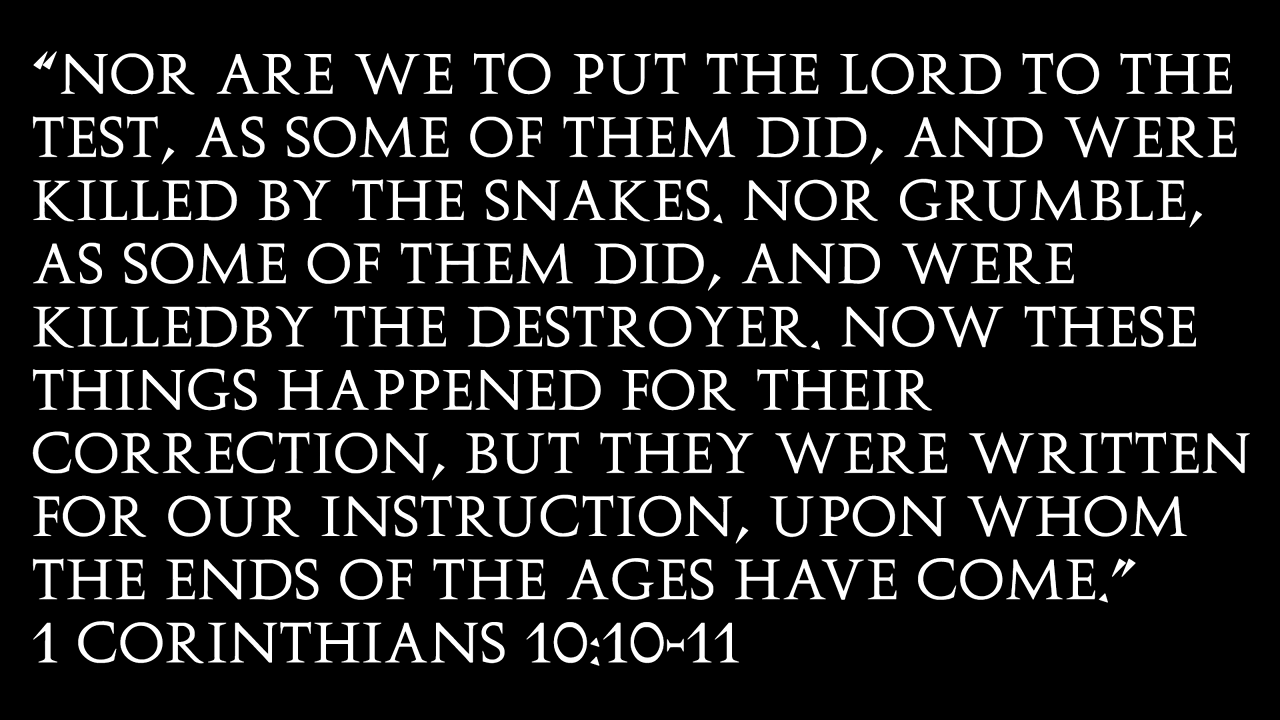 “NOR ARE WE TO PUT THE LORD TO THE
TEST, AS SOME OF THEM DID, AND WERE
KILLED BY THE SNAKES. NOR GRUMBLE,
AS SOME OF THEM DID, AND WERE
KILLEDBY THE DESTROYER. NOW THESE
THINGS HAPPENED FOR THEIR
CORRECTION, BUT THEY WERE WRITTEN
FOR OUR INSTRUCTION, UPON WHOM
THE ENDS OF THE AGES HAVE COME.”
1 CORINTHIANS 10:10-11